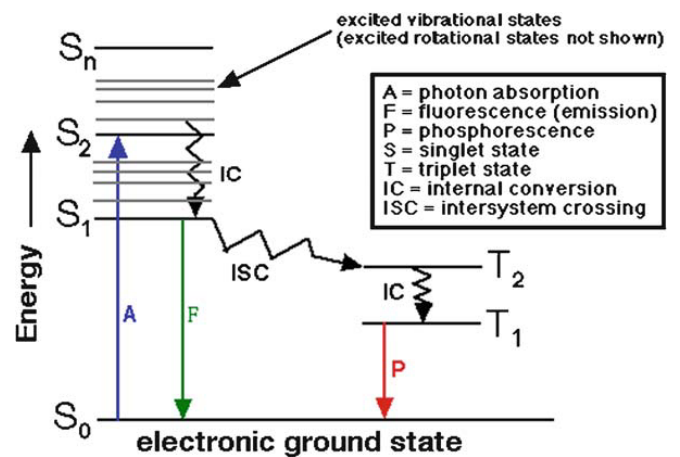 excited vibrational states
(excited rotational states not shown)
Sn
A = photon absorption
F = fluorescence (emission)
P = phosphorescence
S = singlet state
T = triplet state
IC = internal conversion
ISC = intersystem crossing
S2
IC
S1
ISC
T2
IC
T1
Energy
A
F
P
S0
electronic ground state